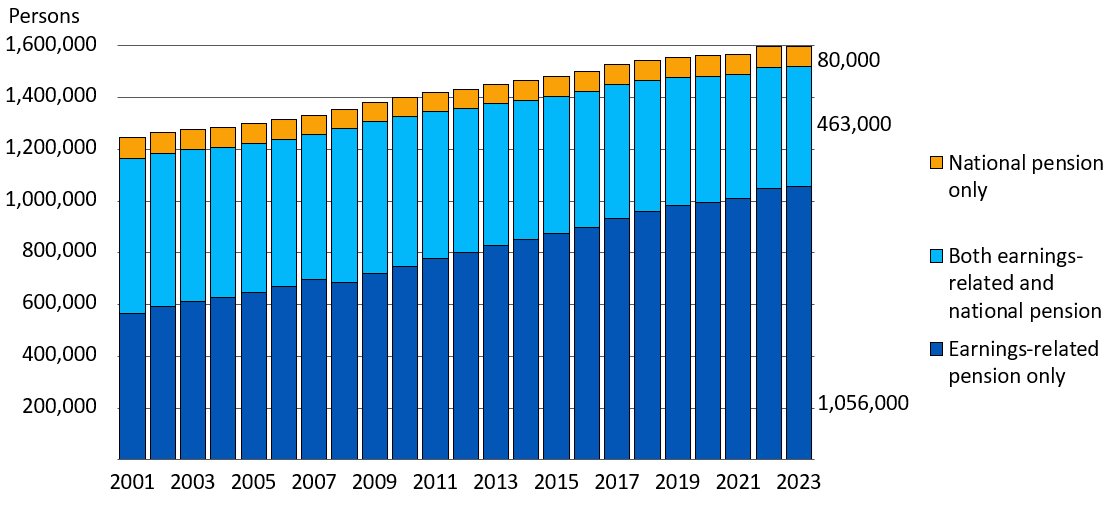 Persons
1,600,000
1,400,000
1,200,000
1,000,000
800,000
600,000
400,000
200,000
2001 2003 2005 2007 2009 2011 2013 2015 2017 2019 2021 2023
80,000
463,000
1,056,000
National pension
only
Both earnings-
related and
national pension
Earnings-related
pension only